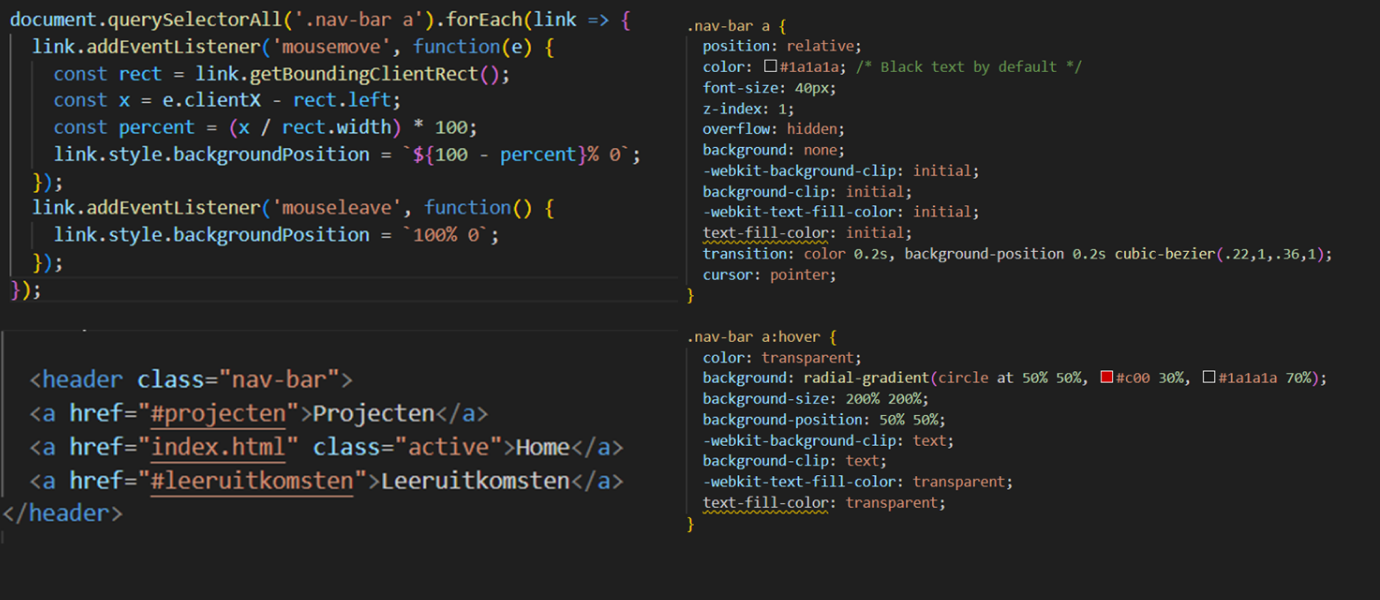 document.querySelectorAll('.nav-bar a').forEach(link => {
link.addEventListener('mousemove', function(e) {
const rect = link.getBoundingClientRect();
const x = e.clientX - rect.left;
const percent = (x / rect.width) * 100;
link.style.backgroundPosition = `${100 - percent}% 0`;
});
link.addEventListener('mouseleave', function() {
link.style.backgroundPosition = `100% 0`;
});
});
<header class="nav-bar">
<a href="#projecten">Projecten</a>
<a href="index.html" class="active">Home</a>
<a href="#leeruitkomsten">Leeruitkomsten</a>
</header>
.nav-bar a {
position: relative;
color: #1a1a1a; /* Black text by default */
font-size: 40px;
z-index: 1;
overflow: hidden;
background: none;
-webkit-background-clip: initial;
background-clip: initial;
-webkit-text-fill-color: initial;
text-fill-color: initial;
transition: color 0.2s, background-position 0.2s cubic-bezier(.22,1,.36,1);
cursor: pointer;
}
.nav-bar a:hover {
color: transparent;
background: radial-gradient(circle at 50% 50%, #c00 30%, #1a1a1a 70%);
background-size: 200% 200%;
background-position: 50% 50%;
-webkit-background-clip: text;
background-clip: text;
-webkit-text-fill-color: transparent;
text-fill-color: transparent;
}